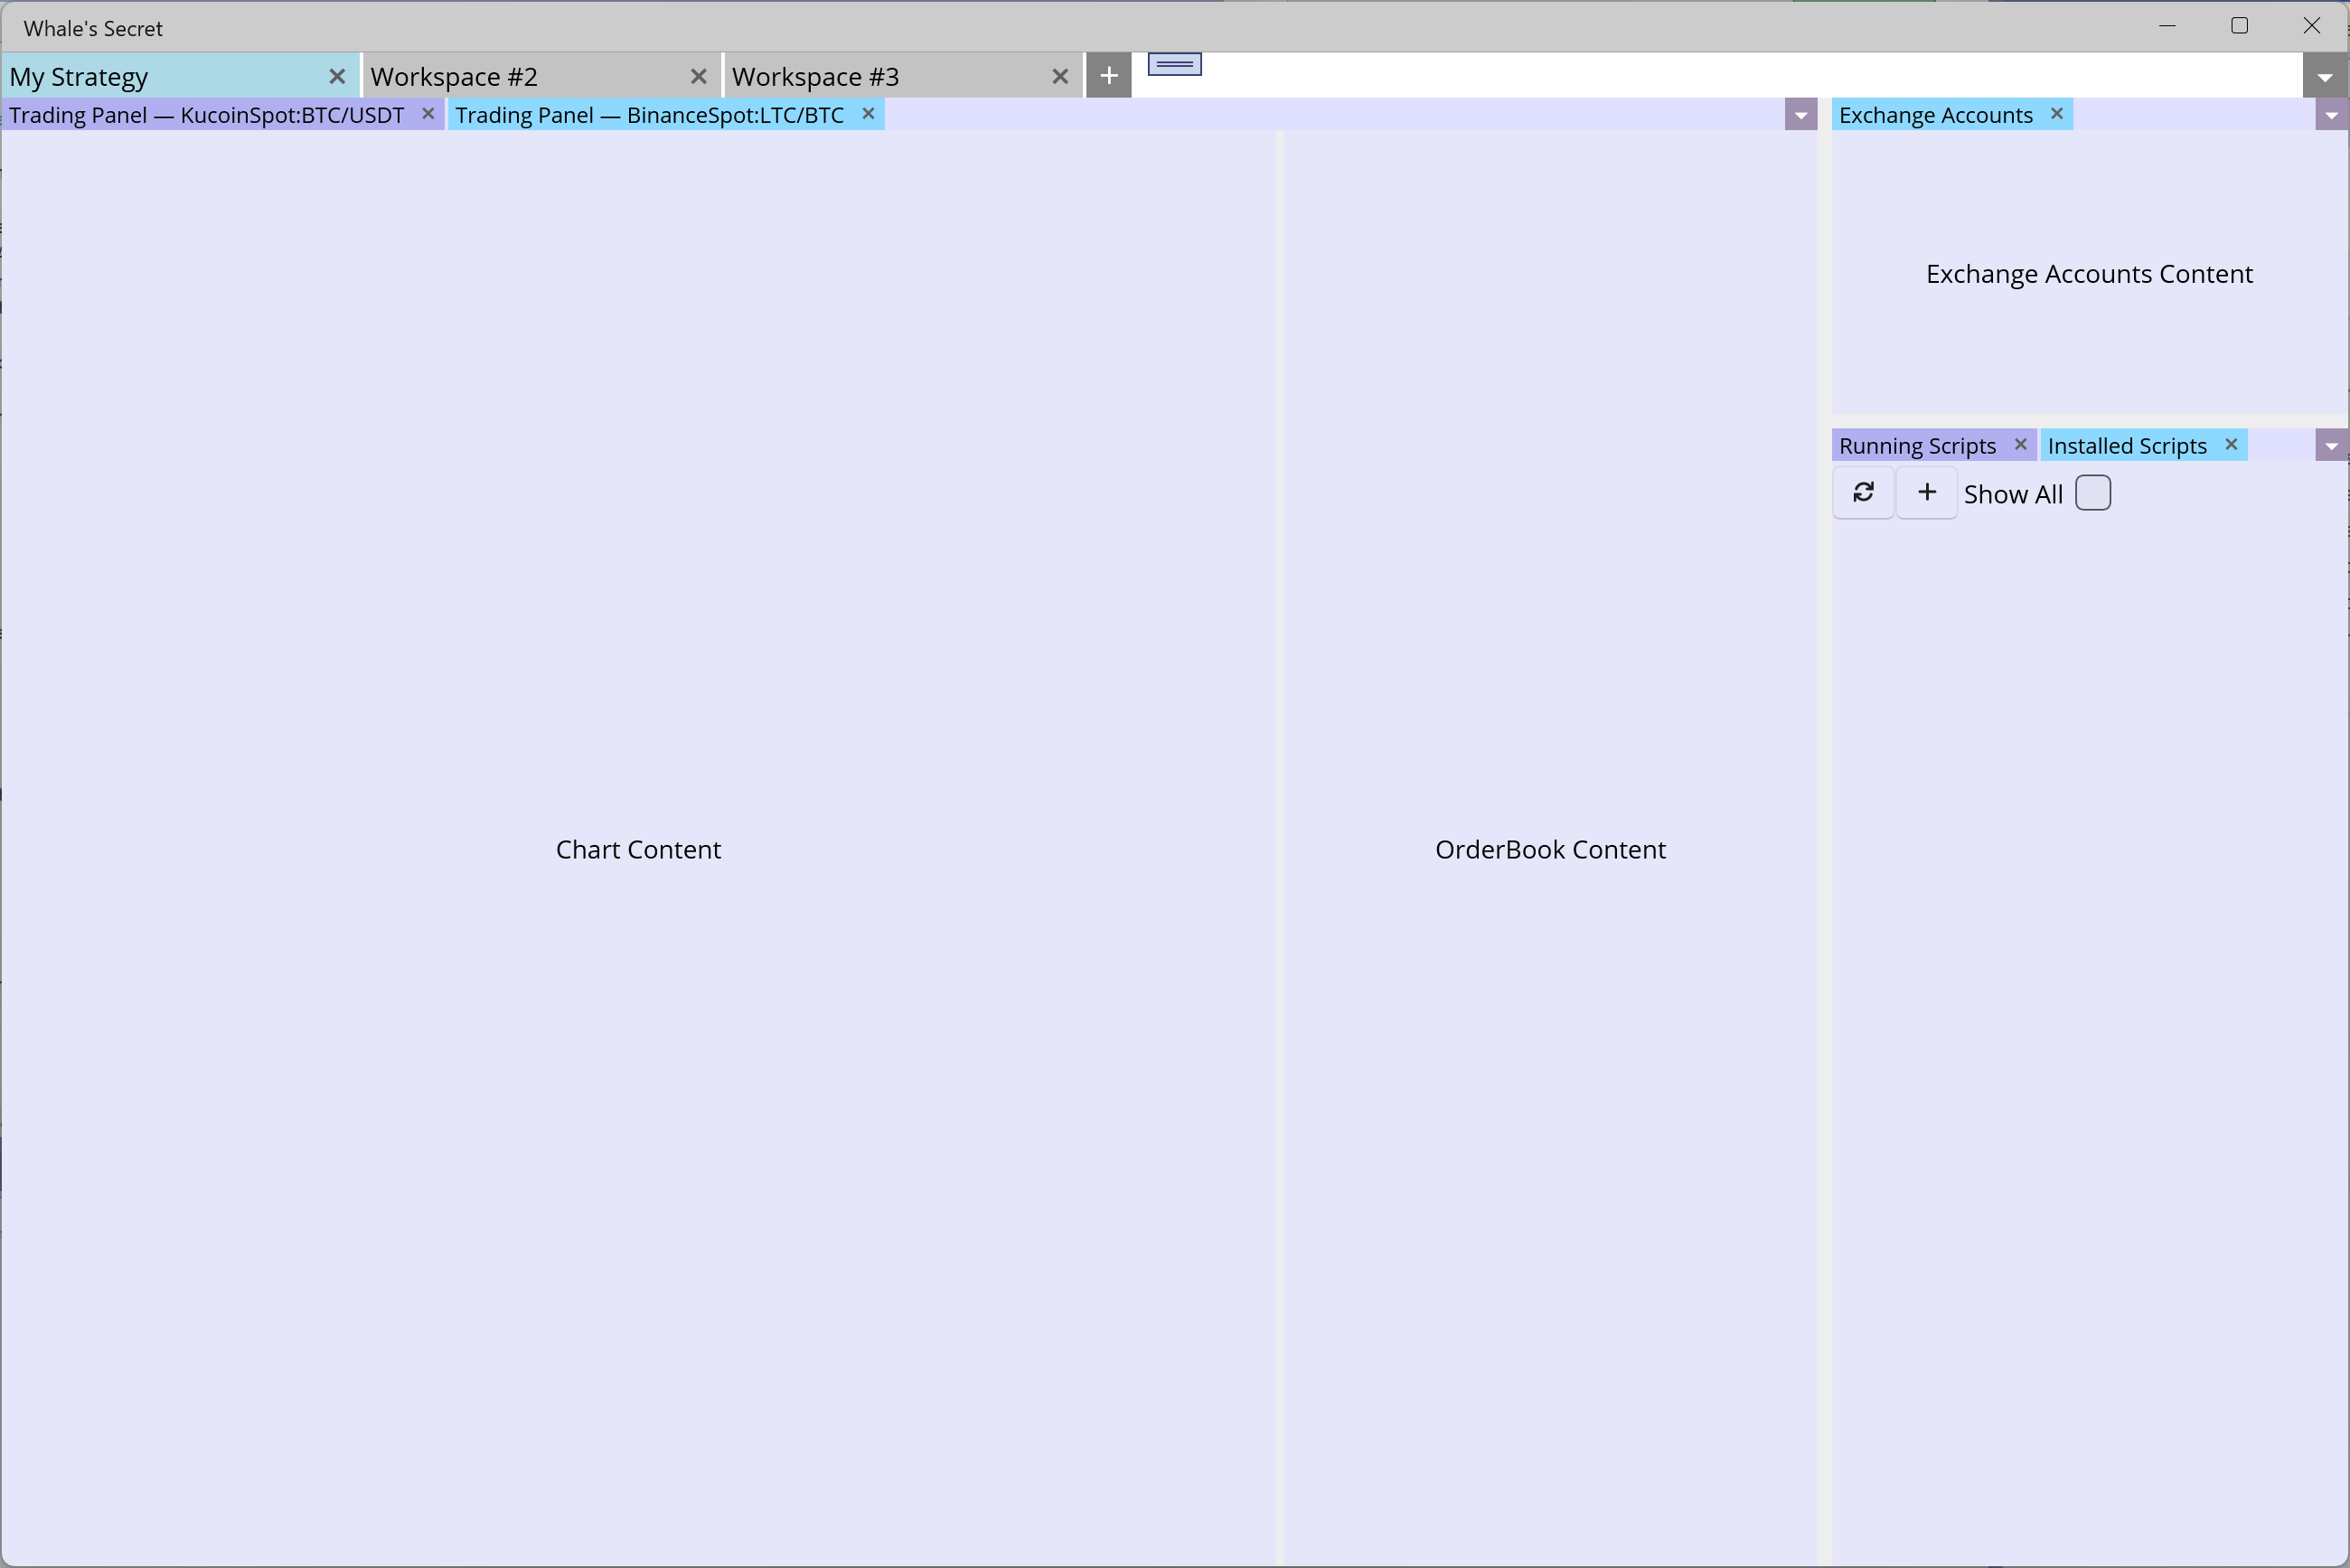 Whale's Secret
My Strategy
Workspace #2
Workspace #3
Trading Panel — KucoinSpot:BTC/USDT
Trading Panel — BinanceSpot:LTC/BTC
Exchange Accounts
Exchange Accounts Content
Running Scripts
Installed Scripts
Show All
Chart Content
OrderBook Content